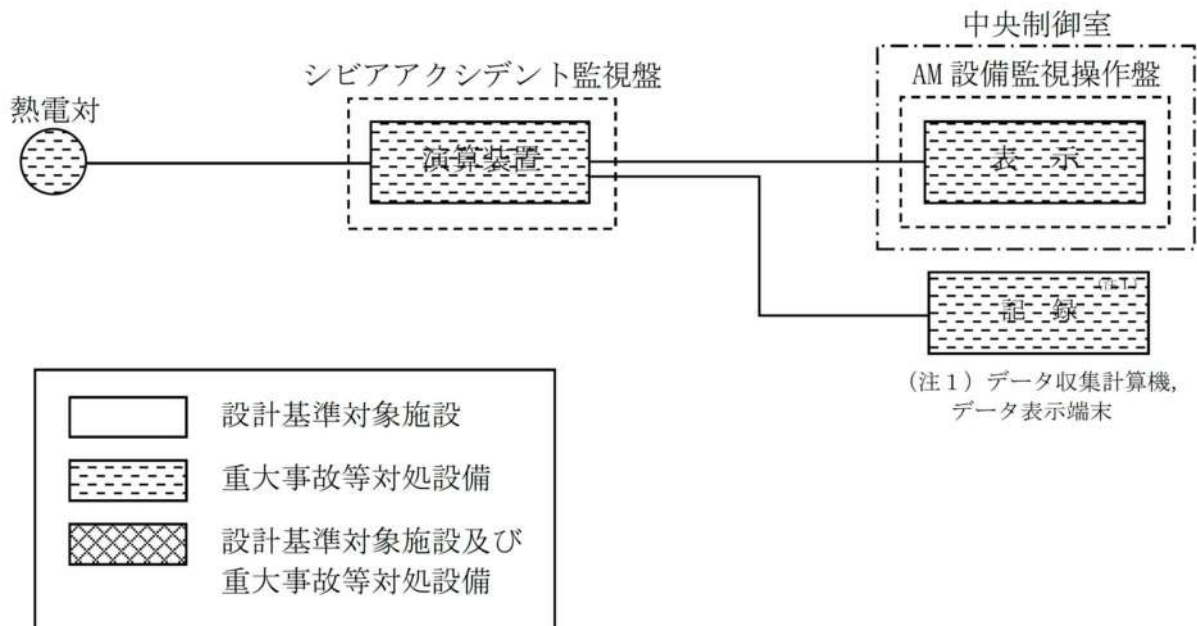 中央制御室
シビアアクシデント監視盤
AM 設備監視操作盤
熱電対
演算装置
表 示
(注1)
記 録
(注1)データ収集計算機,
データ表示端末
設計基準対象施設
重大事故等対処設備
設計基準対象施設及び
重大事故等対処設備